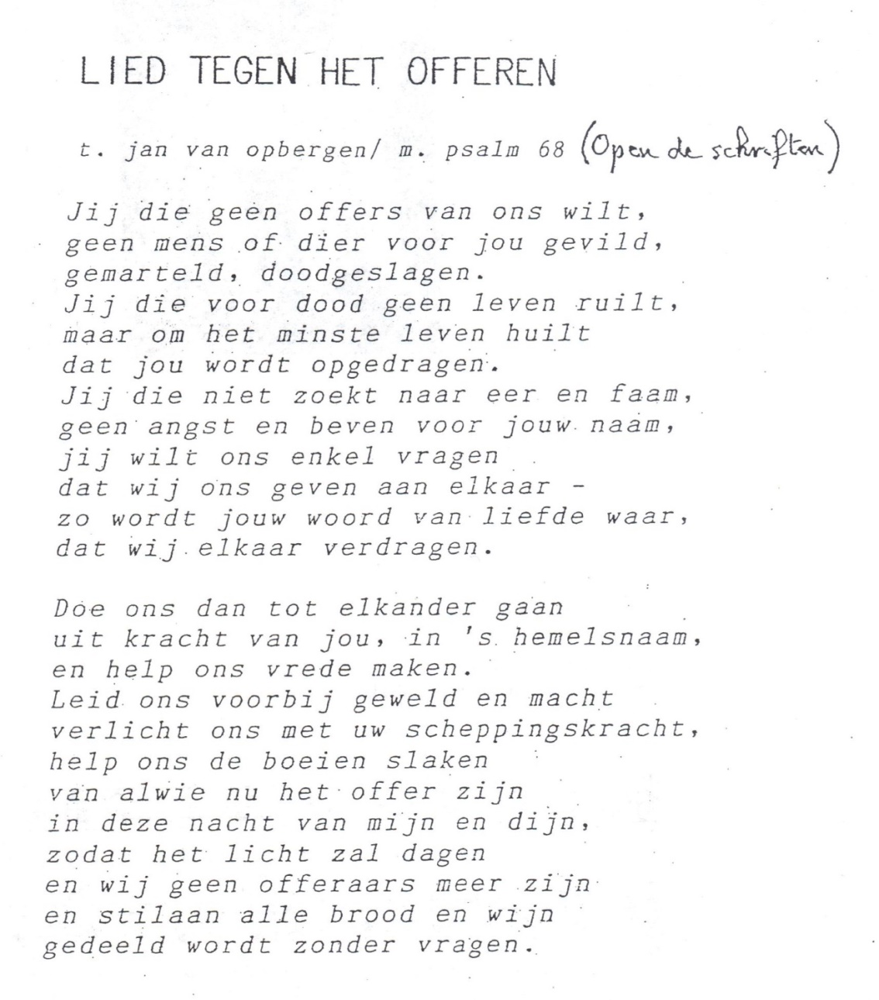 LIED TEGEN HET OFFEREN
t. jan van opbergen/ m. psalm 68 (Open de schriften)
Jij die geen offers van ons wilt,
geen mens of dier voor jou gevild,
gemarteld, doodgeslagen.
Jij die voor dood geen leven ruilt,
maar om het minste leven huilt
dat jou wordt opgedragen.
Jij die niet zoekt naar eer en faam,
geen angst en beven voor jouw naam,
jij wilt ons enkel vragen
dat wij ons geven aan elkaar -
zo wordt jouw woord van liefde waar,
dat wij elkaar verdragen.
Doe ons dan tot elkander gaan
uit kracht van jou, in 's hemelsnaam,
en help ons vrede maken.
Leid ons voorbij geweld en macht
verlicht ons met uw scheppingskracht,
help ons de boeien slaken
van alwie nu het offer zijn
in deze nacht van mijn en dijn,
zodat het licht zal dagen
en wij geen offeraars meer zijn
en stilaan alle brood en wijn
gedeeld wordt zonder vragen.